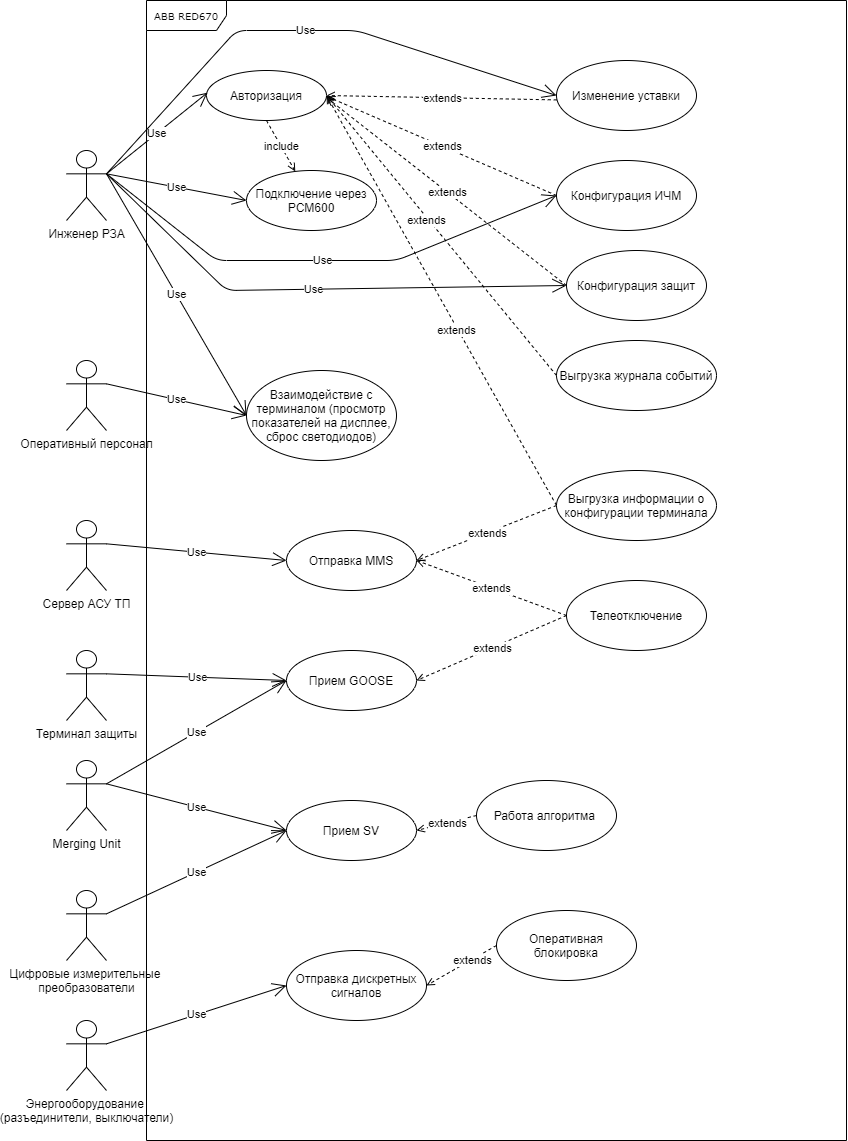 ABB RED670
Use
Авторизация
extends
Изменение уставки
Use
include
extends
Use
Подключение через
PCM600
extends
Конфигурация ИЧМ
Инженер РЗА
extends
Use
Use
Use
Конфигурация защит
extends
Выгрузка журнала событий
Use
Взаимодействие с
терминалом (просмотр
показателей на дисплее,
сброс светодиодов)
Оперативный персонал
Выгрузка информации о
конфигурации терминала
extends
Use
Отправка MMS
extends
Сервер АСУ ТП
Телеотключение
extends
Use
Прием GOOSE
Терминал защиты
Use
Use
Прием SV
extends
Работа алгоритма
Merging Unit
Use
Оперативная
блокировка
extends
Цифровые измерительные
преобразователи
Отправка дискретных
сигналов
Use
Энергооборудование
(разъединители, выключатели)